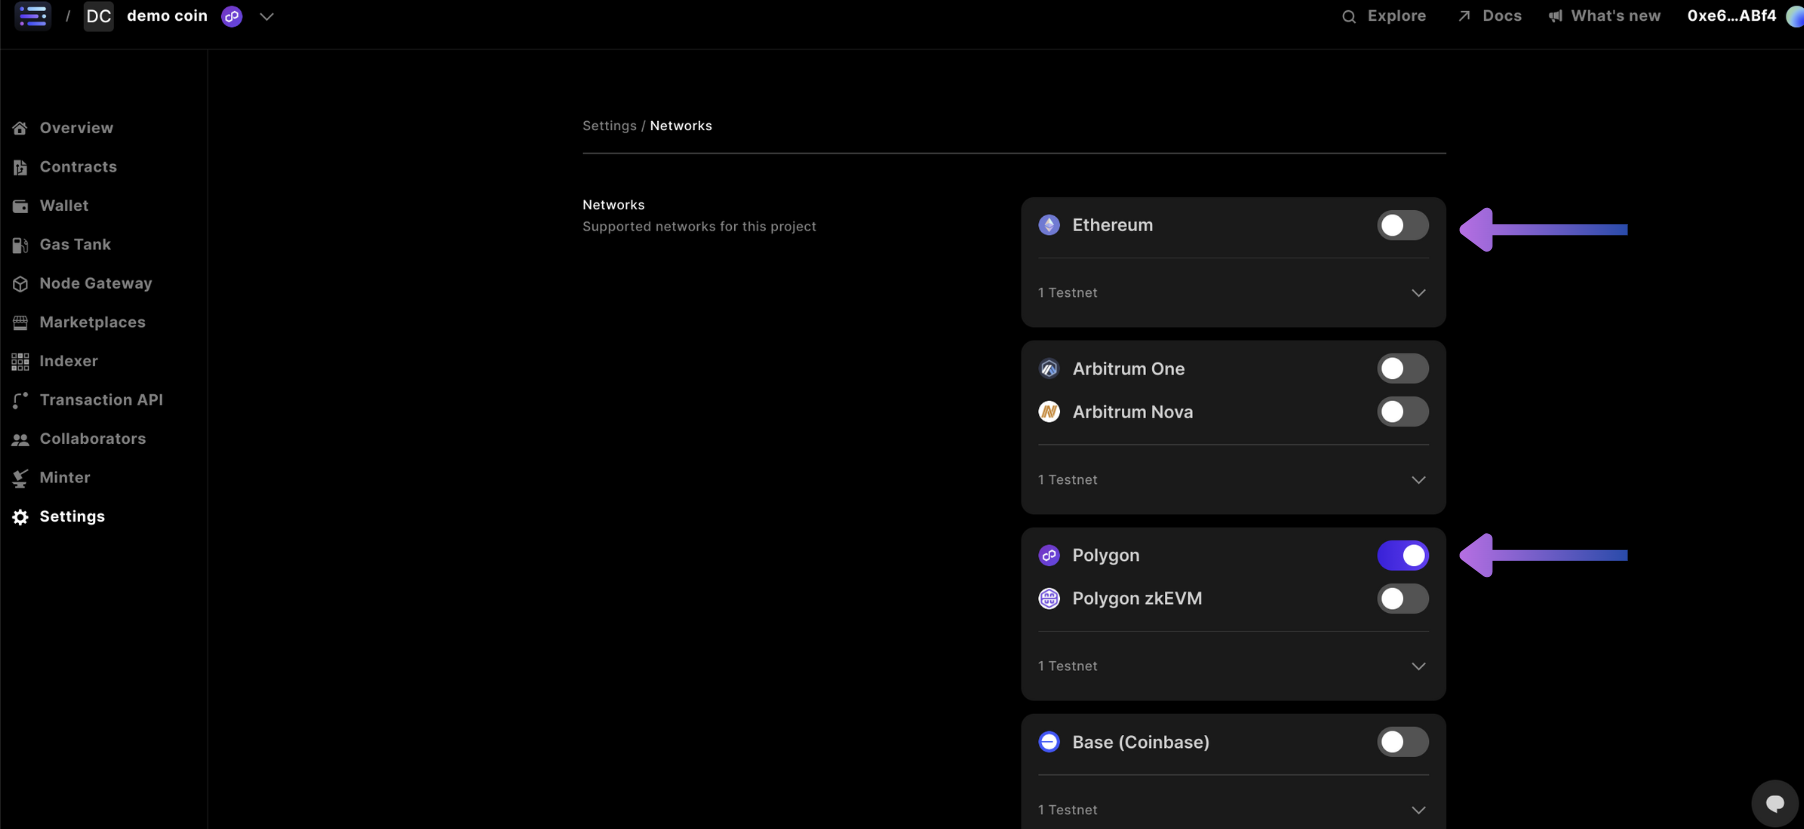 / DC demo coin
Explore Docs What's new 0xe6...ABf4
Overview
Contracts
Wallet
Gas Tank
Node Gateway
Marketplaces
Indexer
Transaction API
Collaborators
Minter
Settings
Settings / Networks
Networks
Supported networks for this project
Ethereum
1 Testnet
Arbitrum One
Arbitrum Nova
1 Testnet
Polygon
Polygon zkEVM
1 Testnet
Base (Coinbase)
1 Testnet